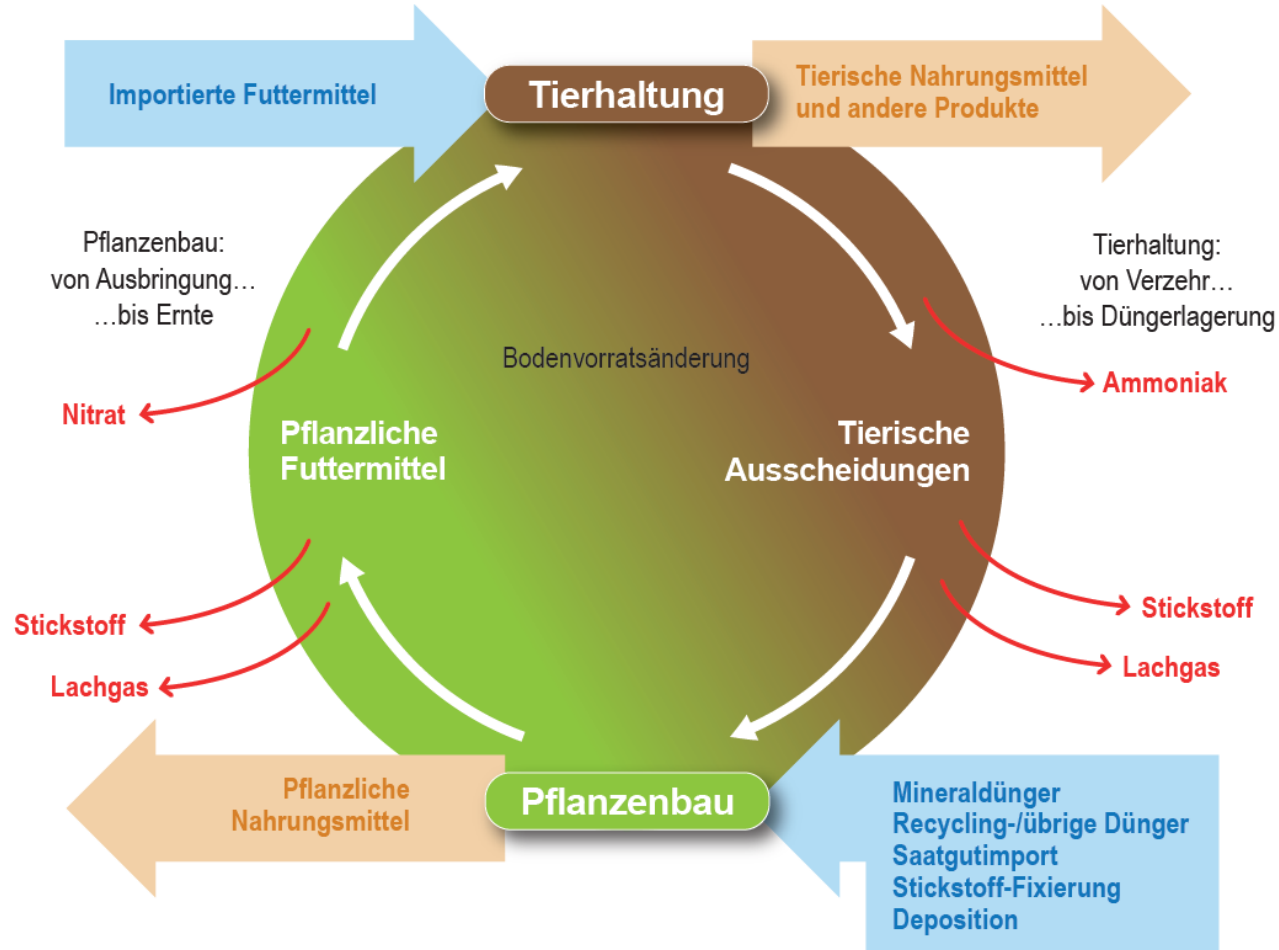 Importierte Futtermittel
Tierhaltung
Tierische Nahrungsmittel
und andere Produkte
Pflanzenbau:
von Ausbringung…
…bis Ernte
Tierhaltung:
von Verzehr…
…bis Düngerlagerung
Bodenvorratsänderung
Nitrat
Ammoniak
Pflanzliche
Futtermittel
Tierische
Ausscheidungen
Stickstoff
Lachgas
Stickstoff
Lachgas
Pflanzliche
Nahrungsmittel
Pflanzenbau
Mineraldünger
Recycling-/übrige Dünger
Saatgutimport
Stickstoff-Fixierung
Deposition